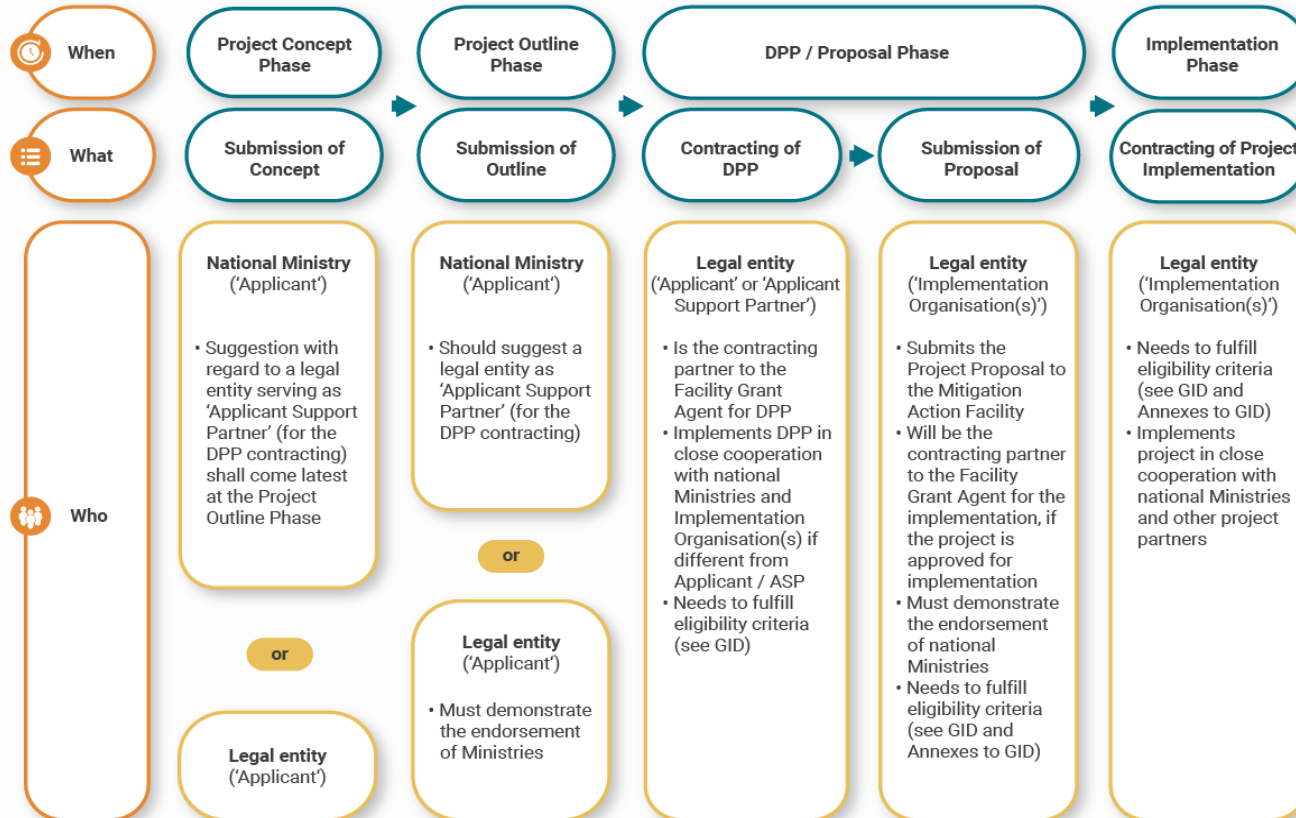 When
Project Concept
Phase
Project Outline
Phase
DPP / Proposal Phase
Implementation
Phase
What
Submission of
Concept
Submission of
Outline
Contracting of
DPP
Submission of
Proposal
Contracting of Project
Implementation
Who
National Ministry
(‘Applicant‘)
• Suggestion with
regard to a legal
entity serving as
‘Applicant Support
Partner’ (for the
DPP contracting)
shall come latest
at the Project
Outline Phase
or
Legal entity
(‘Applicant‘)
National Ministry
(‘Applicant‘)
• Should suggest a
legal entity as
‘Applicant Support
Partner’ (for the
DPP contracting)
or
Legal entity
(‘Applicant‘)
• Must demonstrate
the endorsement
of Ministries
Legal entity
(‘Applicant’ or ‘Applicant
Support Partner’)
• Is the contracting
partner to the
Facility Grant
Agent for DPP
• Implements DPP in
close cooperation
with national
Ministries and
Implementation
Organisation(s) if
different from
Applicant / ASP
• Needs to fulfill
eligibility criteria
(see GID)
Legal entity
(‘Implementation
Organisation(s)’)
• Submits the
Project Proposal to
the Mitigation
Action Facility
• Will be the
contracting partner
to the Facility
Grant Agent for the
implementation, if
the project is
approved for
implementation
• Must demonstrate
the endorsement
of national
Ministries
• Needs to fulfill
eligibility criteria
(see GID and
Annexes to GID)
Legal entity
(‘Implementation
Organisation(s)’)
• Needs to fulfill
eligibility criteria
(see GID and
Annexes to GID)
• Implements
project in close
cooperation with
national Ministries
and other project
partners